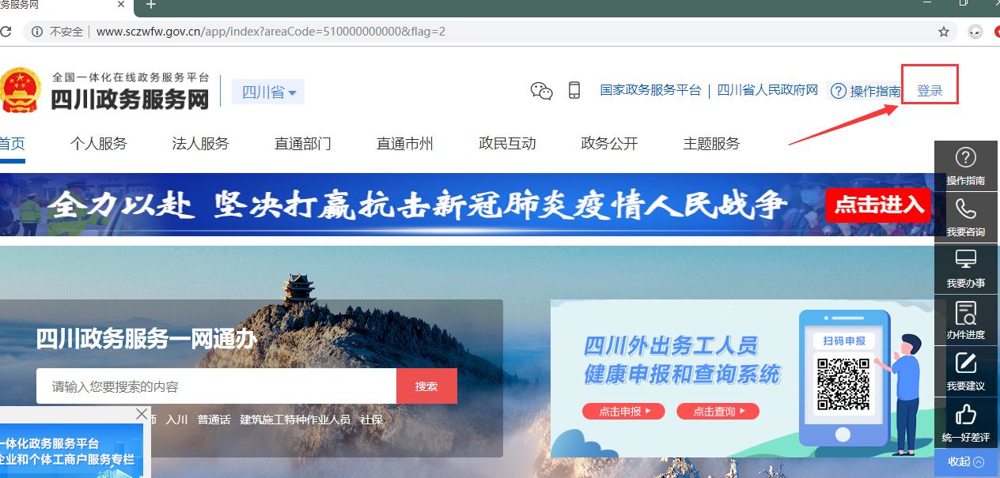 务服务网
不安全 | www.sczwfw.gov.cn/app/index?areaCode=510000000000&flag=2
全国一体化在线政务服务平台
四川政务服务网
四川省
国家政务服务平台 | 四川省人民政府网
操作指南
登录
首页 个人服务 法人服务 直通部门 直通市州 政民互动 政务公开 主题服务
全力以赴 坚决打赢抗击新冠肺炎疫情人民战争
点击进入
操作指南
我要咨询
我要办事
办件进度
我要建议
统一好差评
收起
四川政务服务一网通办
请输入您要搜索的内容
搜索
师 入川 普通话 建筑施工特种作业人员 社保
四川外出务工人员
健康申报和查询系统
点击申报
点击查询
扫码申报
一体化政务服务平台
企业和个体工商户服务专栏